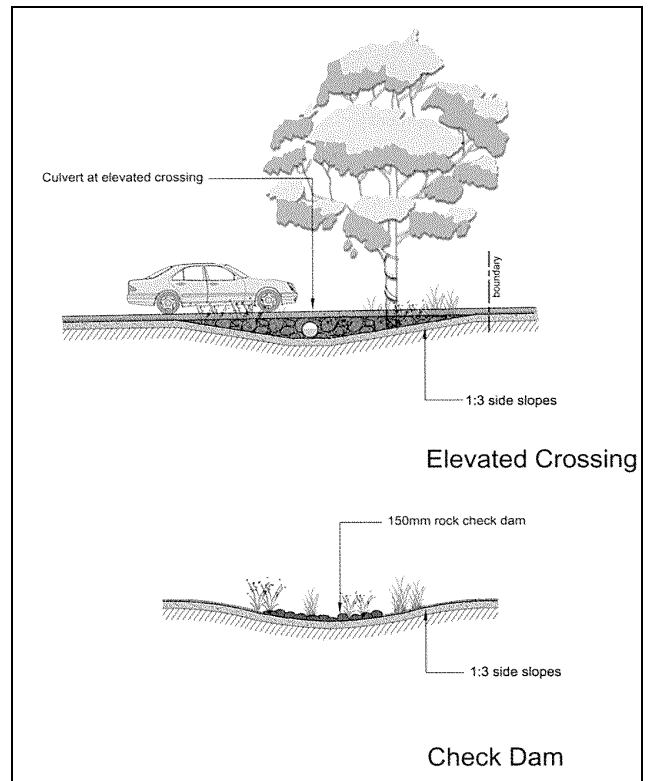 Culvert at elevated crossing
boundary
1:3 side slopes
Elevated Crossing
150mm rock check dam
1:3 side slopes
Check Dam